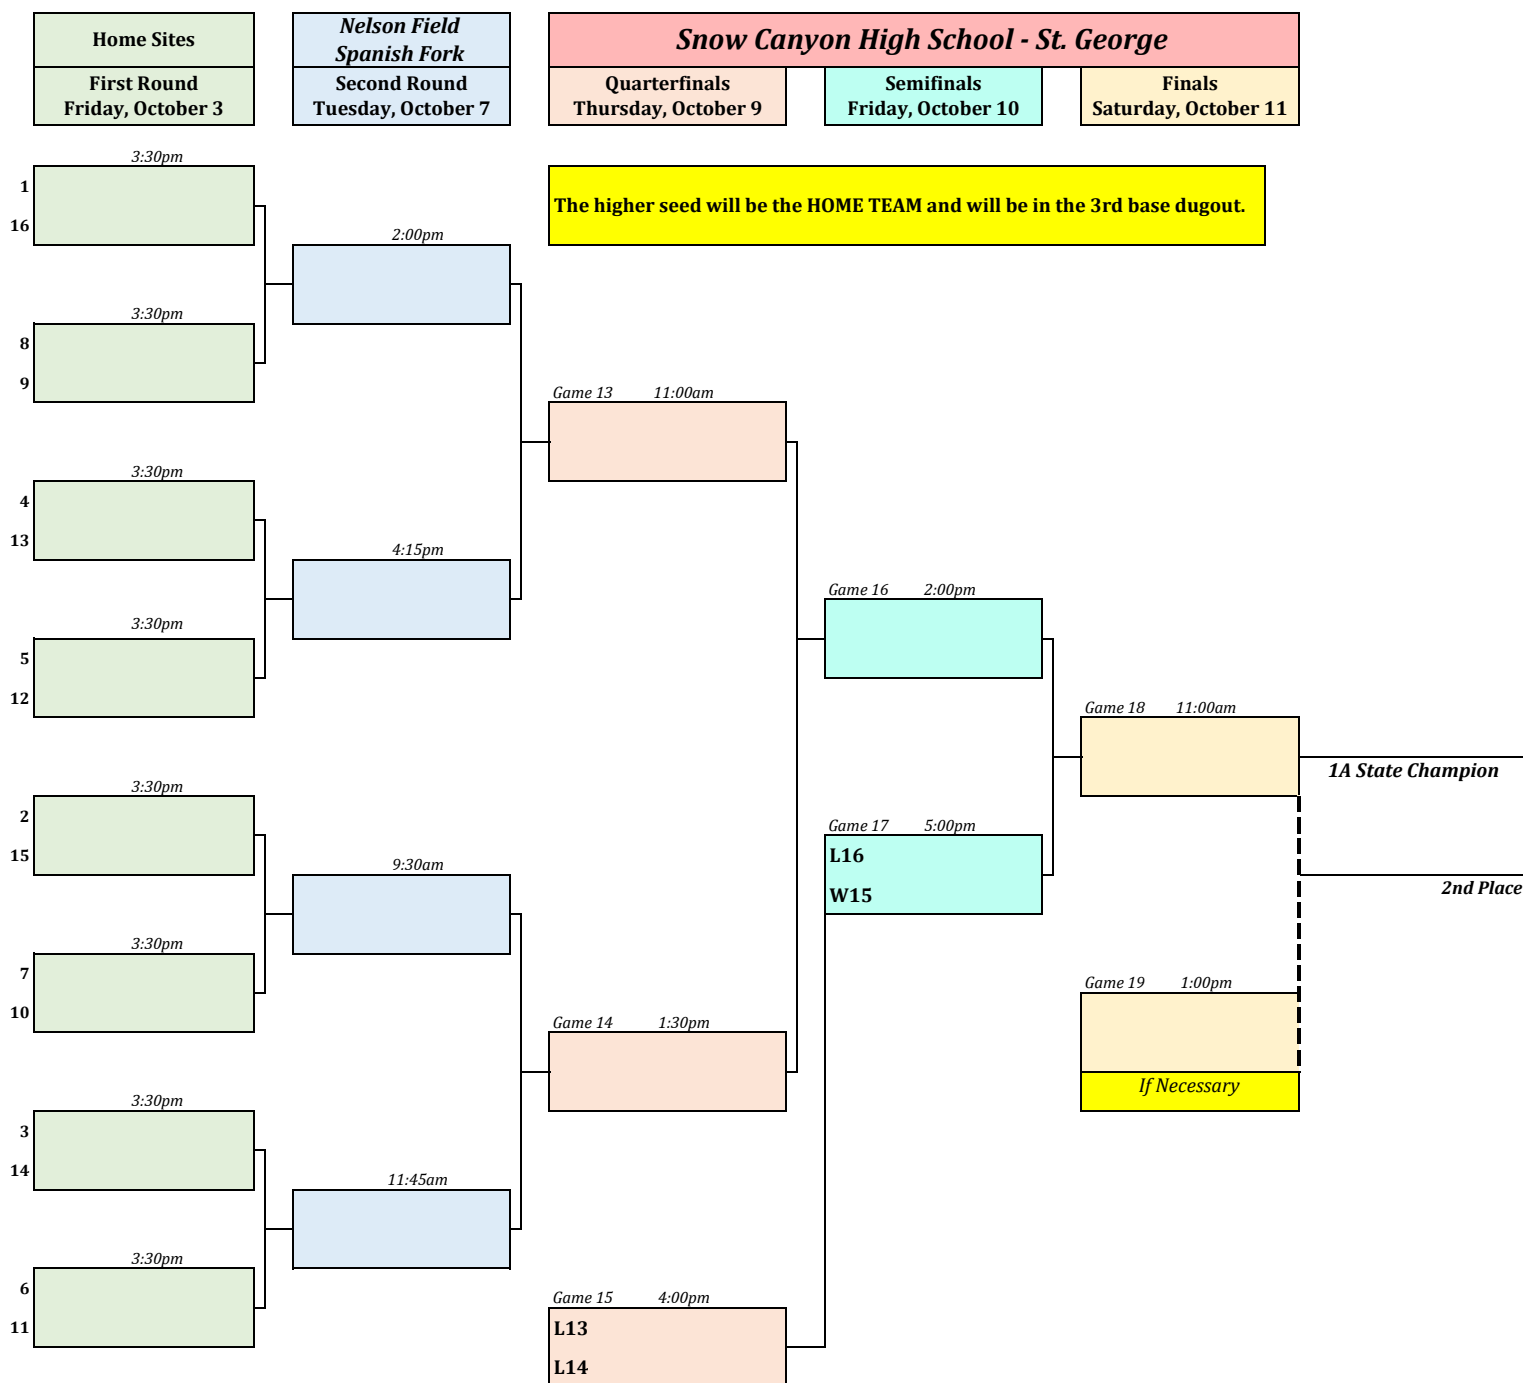 Home Sites
First Round
Friday, October 3
Nelson Field
Spanish Fork
Second Round
Tuesday, October 7
Snow Canyon High School - St. George
Quarterfinals
Thursday, October 9
Semifinals
Friday, October 10
Finals
Saturday, October 11
The higher seed will be the HOME TEAM and will be in the 3rd base dugout.
3:30pm
1
16
3:30pm
8
9
3:30pm
4
13
3:30pm
5
12
3:30pm
2
15
3:30pm
7
10
3:30pm
3
14
3:30pm
6
11
2:00pm
4:15pm
9:30am
11:45am
Game 13 11:00am
Game 14 1:30pm
Game 15 4:00pm
L13
L14
Game 16 2:00pm
Game 17 5:00pm
L16
W15
Game 18 11:00am
Game 19 1:00pm
If Necessary
1A State Champion
2nd Place